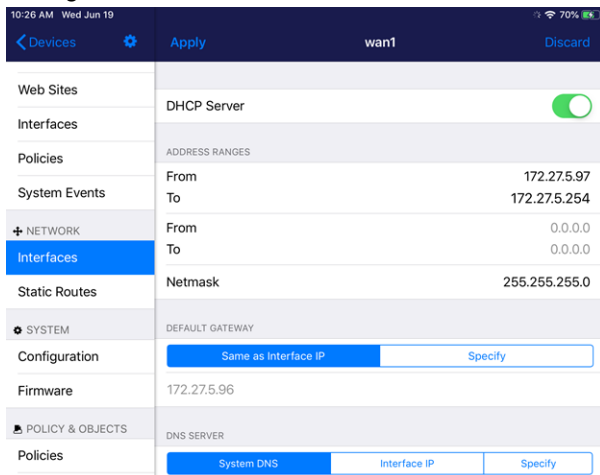 10:26 AM Wed Jun 19 70%
Devices
Apply wan1 Discard
Web Sites
Interfaces
Policies
System Events
NETWORK
Interfaces
Static Routes
SYSTEM
Configuration
Firmware
POLICY & OBJECTS
Policies
DHCP Server
ADDRESS RANGES
From 172.27.5.97
To 172.27.5.254
From 0.0.0.0
To 0.0.0.0
Netmask 255.255.255.0
DEFAULT GATEWAY
Same as Interface IP Specify
172.27.5.96
DNS SERVER
System DNS Interface IP Specify